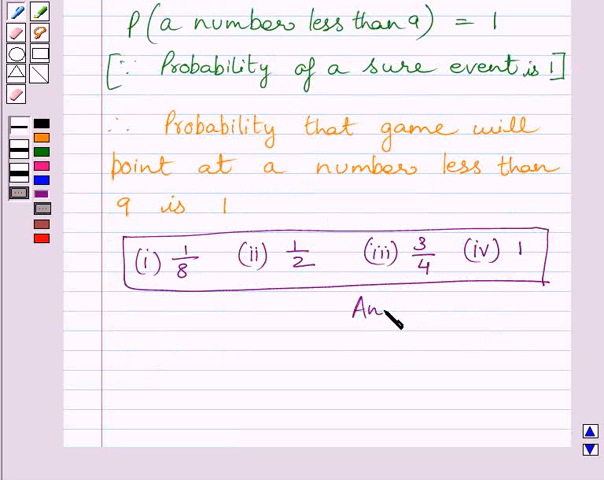 P(a number less than 9) = 1
[∵ Probability of a sure event is 1]
∴ Probability that game will
point at a number less than
9 is 1
(i) 1/8 (ii) 1/2 (iii) 3/4 (iv) 1
An